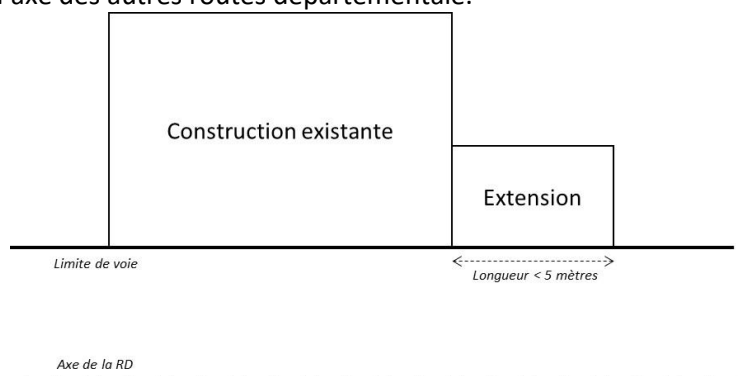 l'axe des autres routes départementale.
Construction existante
Extension
Limite de voie
Longueur < 5 mètres
Axe de la RD